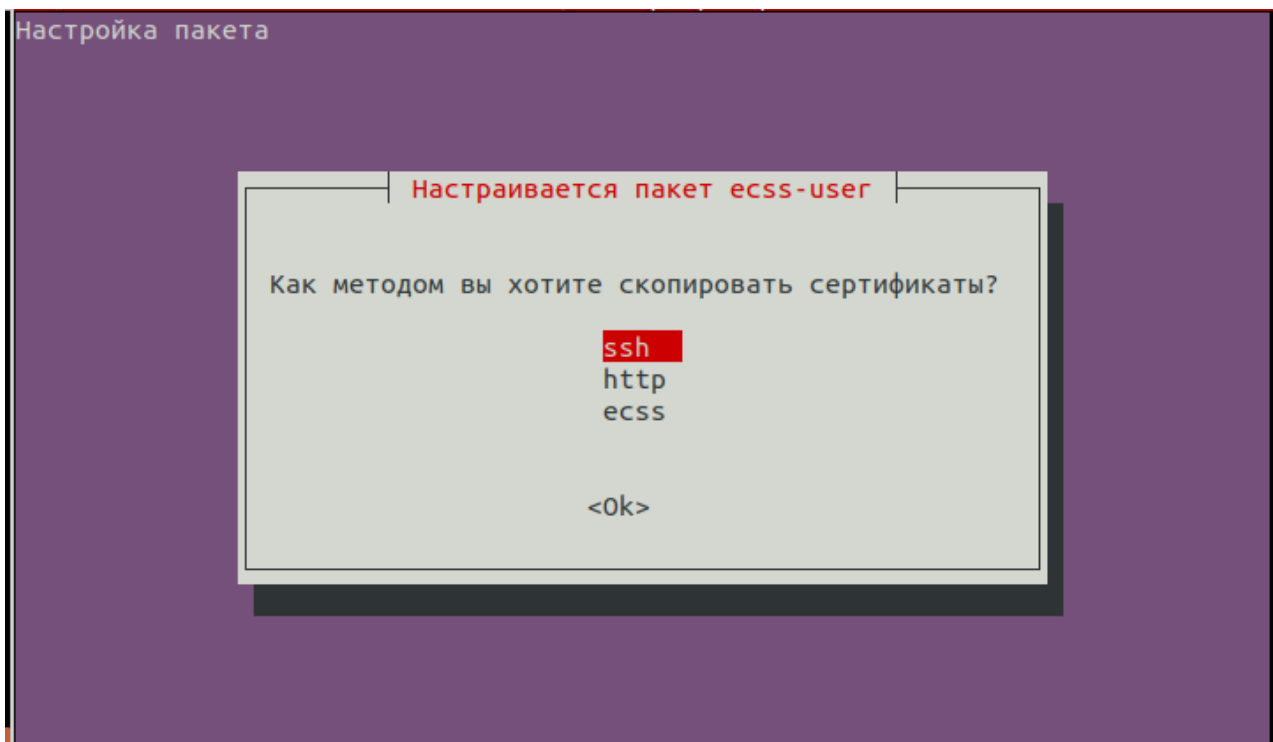 Настройка пакета
Настраивается пакет ecss-user
Как методом вы хотите скопировать сертификаты?
ssh
http
ecss
<Ok>